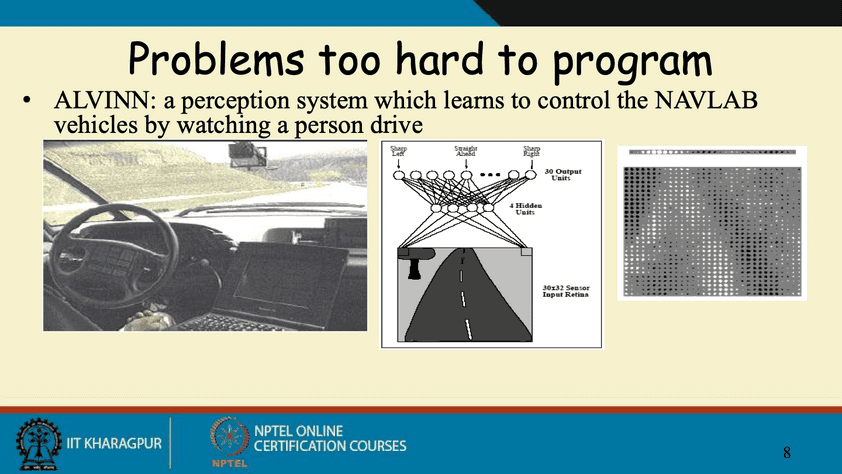 Problems too hard to program
• ALVINN: a perception system which learns to control the NAVLAB
vehicles by watching a person drive
Sharp
Left
Straight
Ahead
Sharp
Right
30 Output
Units
4 Hidden
Units
30x32 Sensor
Input Retina
IIT KHARAGPUR
NPTEL
NPTEL ONLINE
CERTIFICATION COURSES
8